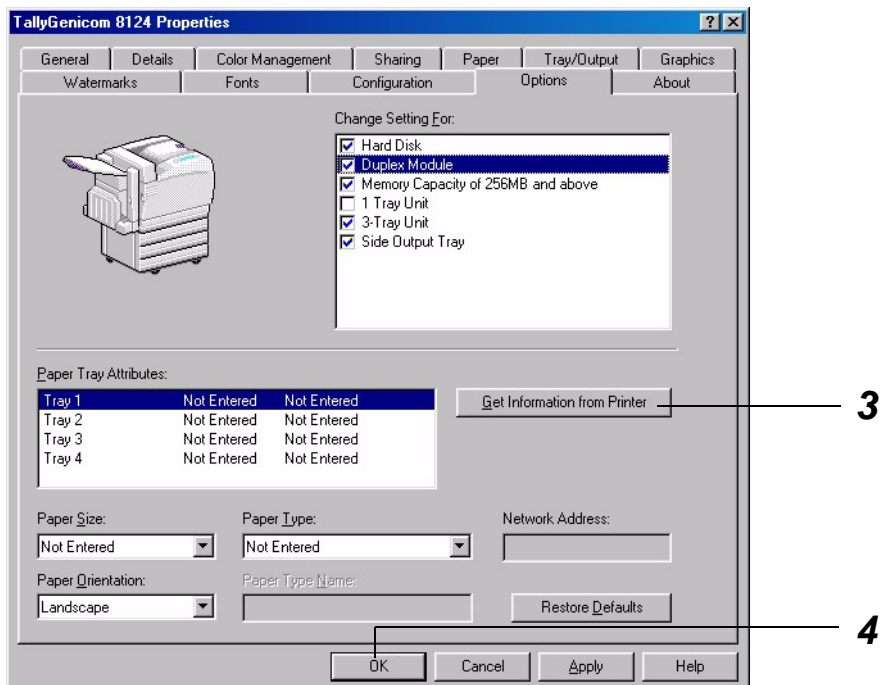 TallyGenicom 8124 Properties
General Details Color Management Sharing Paper Tray/Output Graphics
Watermarks Fonts Configuration Options About
Change Setting For:
Hard Disk
Duplex Module
Memory Capacity of 256MB and above
1 Tray Unit
3-Tray Unit
Side Output Tray
Paper Tray Attributes:
Tray 1 Not Entered Not Entered
Tray 2 Not Entered Not Entered
Tray 3 Not Entered Not Entered
Tray 4 Not Entered Not Entered
Get Information from Printer
3
Paper Size: Paper Type: Network Address:
Not Entered Not Entered
Paper Orientation: Paper Type Name:
Landscape Restore Defaults
4
OK Cancel Apply Help